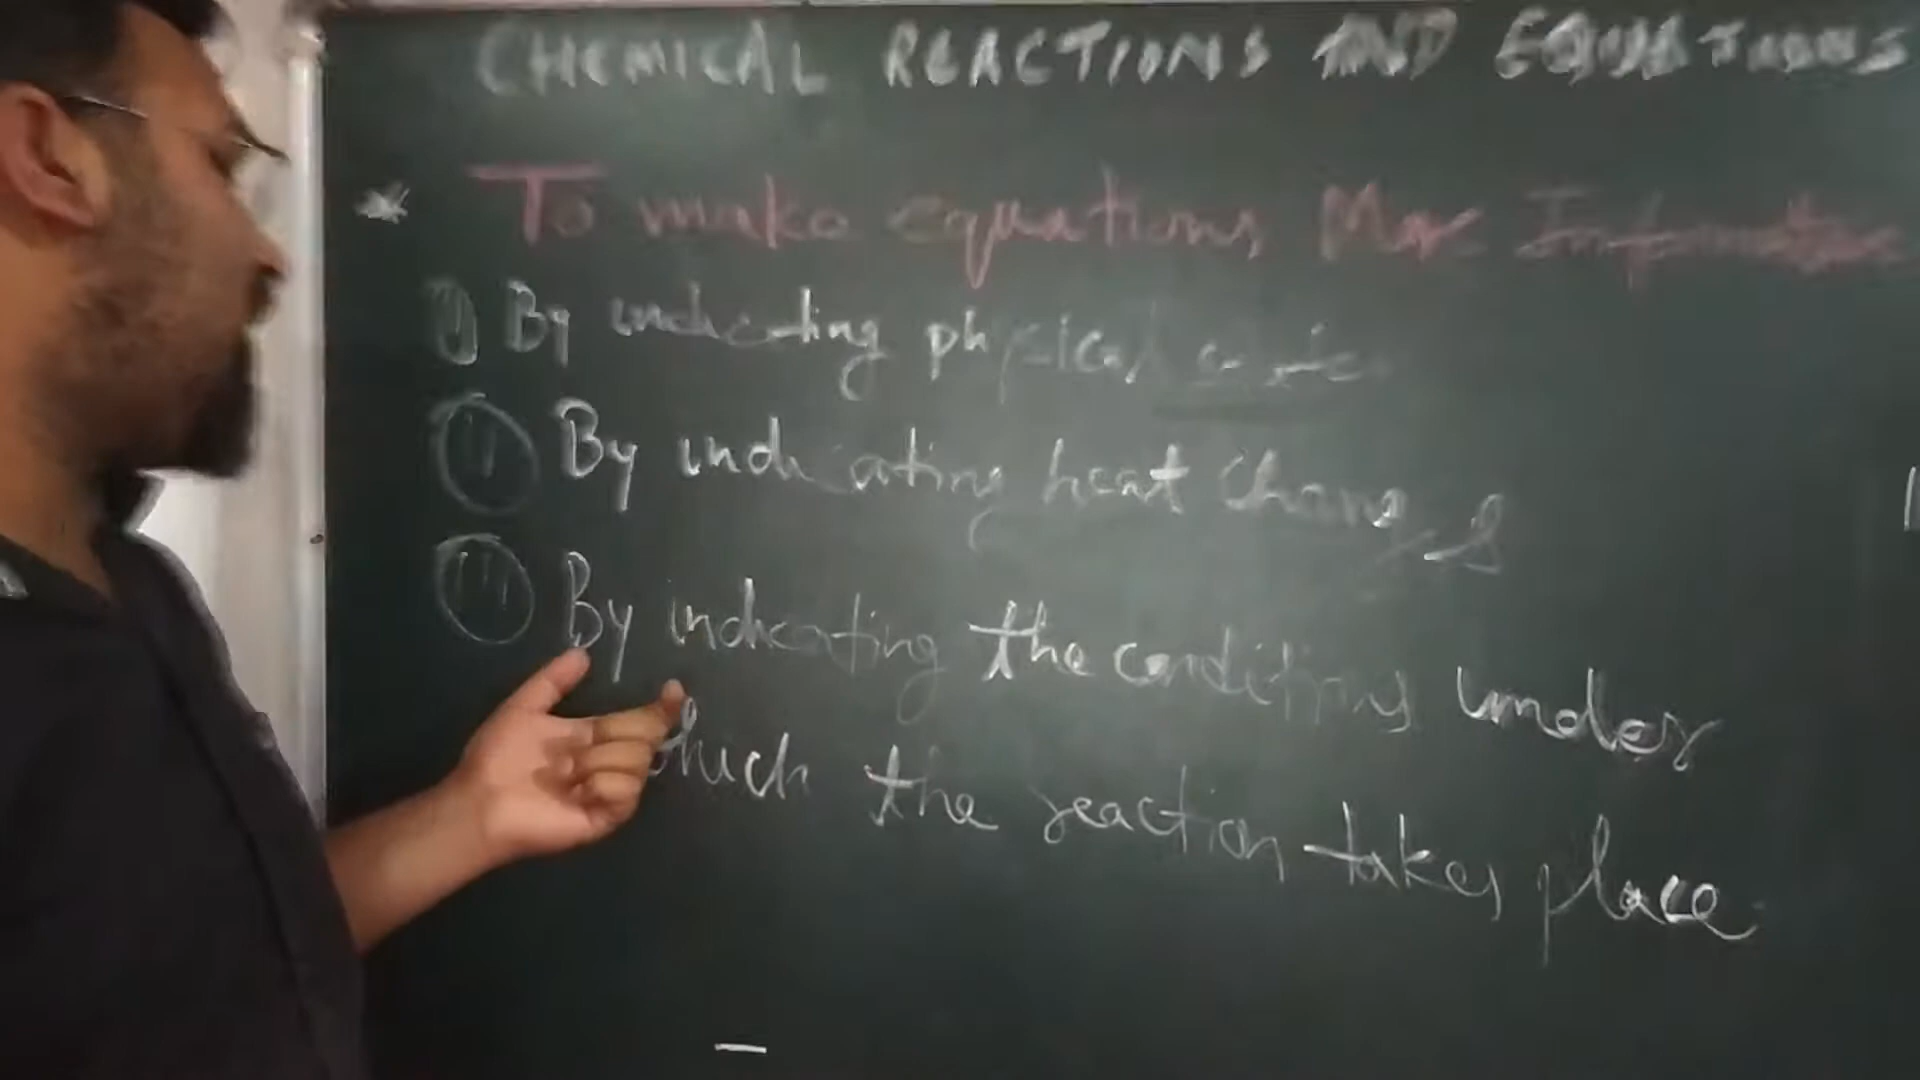 CHEMICAL REACTIONS AND EQUATIONS
* To make equations More Informative
(i) By indicating physical
(ii) By indicating heat changes
(iii) By indicating the conditions under
which the reaction takes place